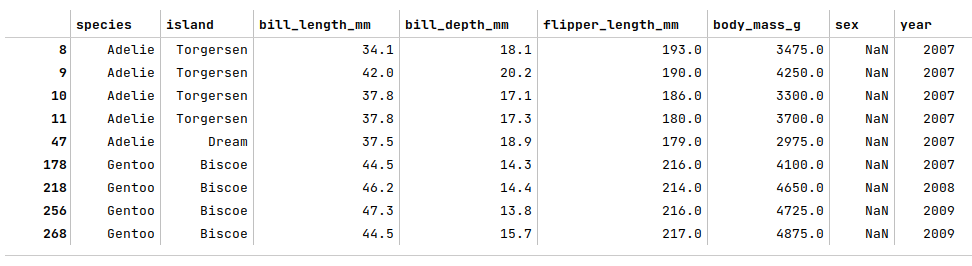 species island bill_length_mm bill_depth_mm flipper_length_mm body_mass_g sex year
8 Adelie Torgersen 34.1 18.1 193.0 3475.0 NaN 2007
9 Adelie Torgersen 42.0 20.2 190.0 4250.0 NaN 2007
10 Adelie Torgersen 37.8 17.1 186.0 3300.0 NaN 2007
11 Adelie Torgersen 37.8 17.3 180.0 3700.0 NaN 2007
47 Adelie Dream 37.5 18.9 179.0 2975.0 NaN 2007
178 Gentoo Biscoe 44.5 14.3 216.0 4100.0 NaN 2007
218 Gentoo Biscoe 46.2 14.4 214.0 4650.0 NaN 2008
256 Gentoo Biscoe 47.3 13.8 216.0 4725.0 NaN 2009
268 Gentoo Biscoe 44.5 15.7 217.0 4875.0 NaN 2009